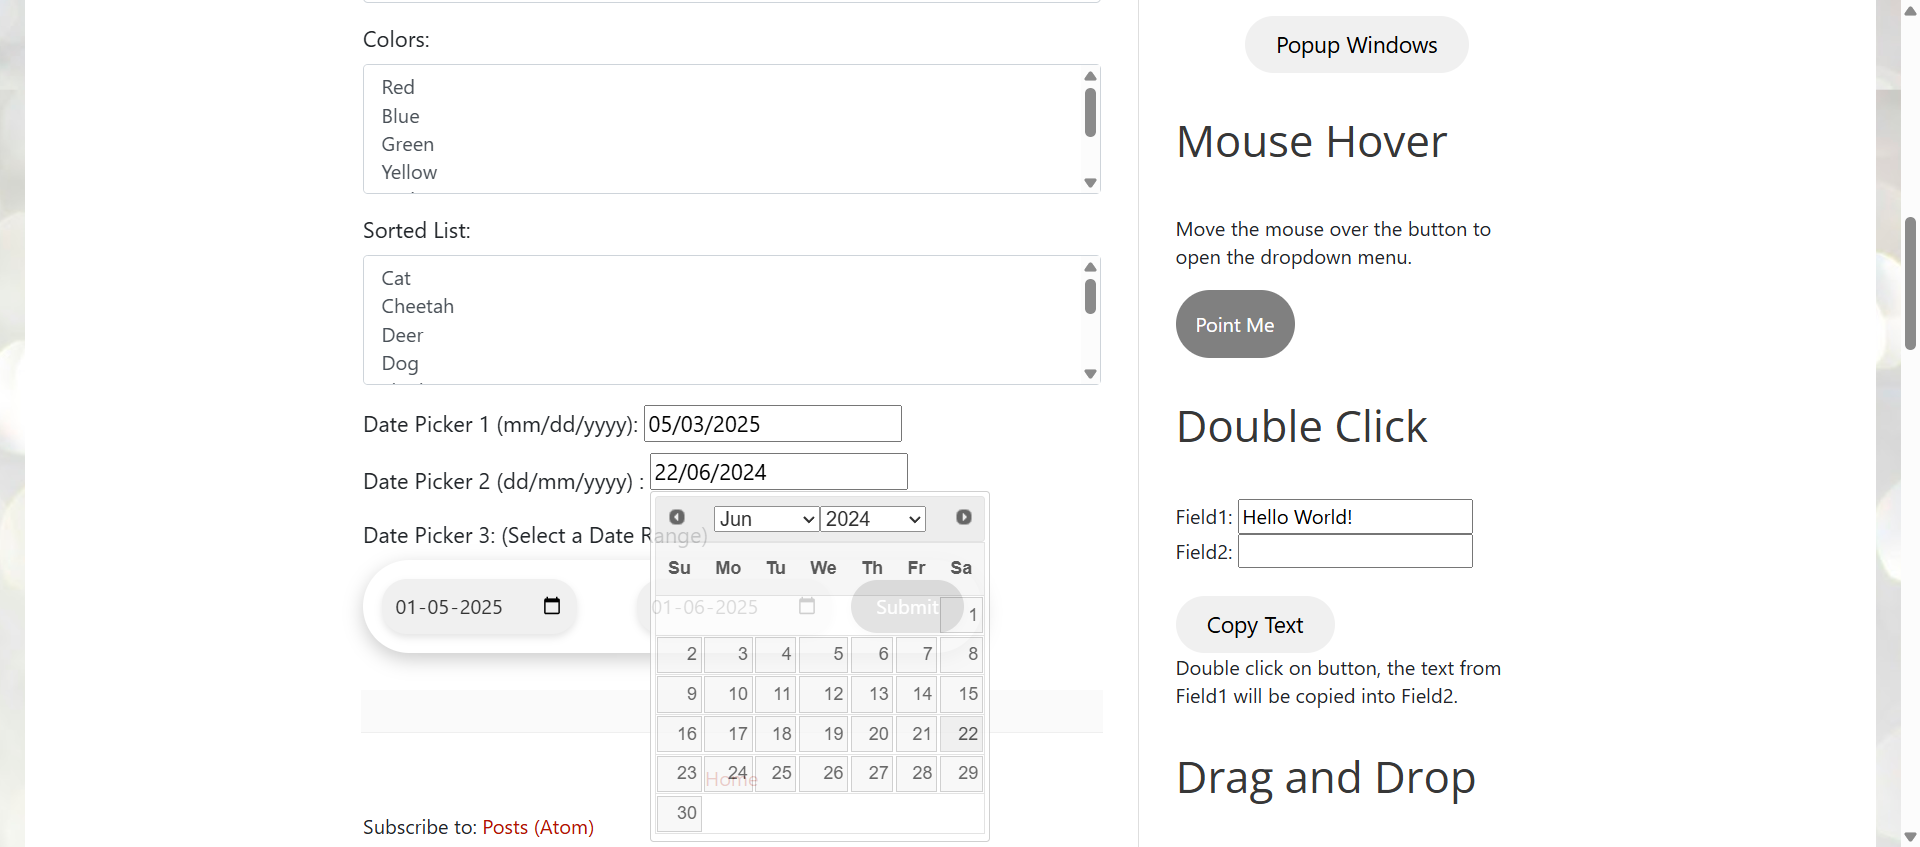 Colors:
Red
Blue
Green
Yellow
Sorted List:
Cat
Cheetah
Deer
Dog
Date Picker 1 (mm/dd/yyyy): 05/03/2025
Date Picker 2 (dd/mm/yyyy) : 22/06/2024
Date Picker 3: (Select a Date Range)
01-05-2025
01-06-2025
Submit
Jun 2024
Su Mo Tu We Th Fr Sa
1
2 3 4 5 6 7 8
9 10 11 12 13 14 15
16 17 18 19 20 21 22
23 24 25 26 27 28 29
30
Home
Subscribe to: Posts (Atom)
Popup Windows
Mouse Hover
Move the mouse over the button to
open the dropdown menu.
Point Me
Double Click
Field1: Hello World!
Field2:
Copy Text
Double click on button, the text from
Field1 will be copied into Field2.
Drag and Drop